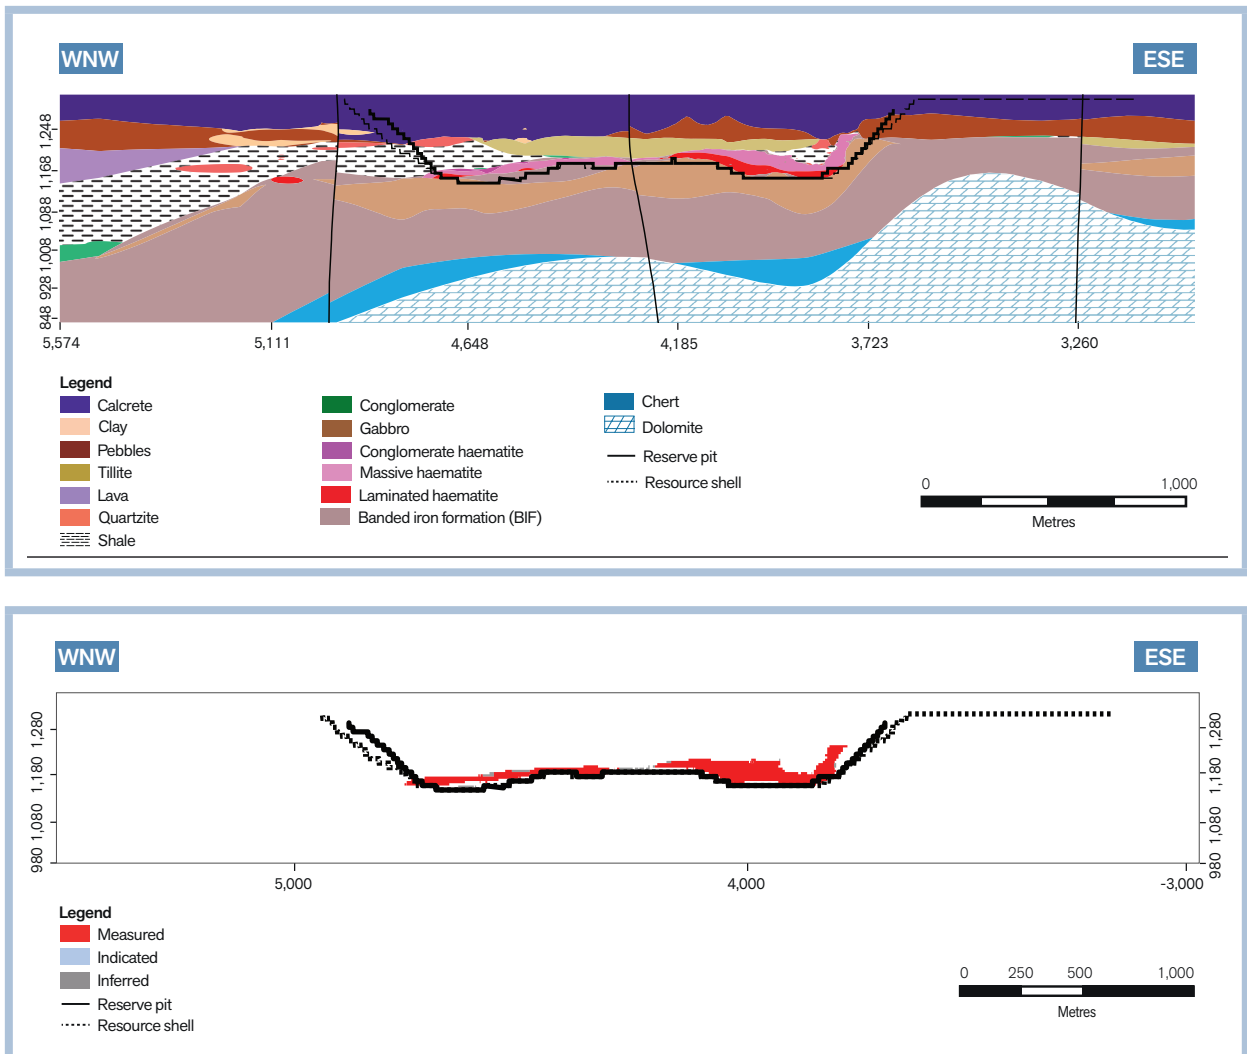 WNW
ESE
1,248
1,168
1,088
1,008
928
848
5,574
5,111
4,648
4,185
3,723
3,260
Legend
Calcrete
Clay
Pebbles
Tillite
Lava
Quartzite
Shale
Conglomerate
Gabbro
Conglomerate haematite
Massive haematite
Laminated haematite
Banded iron formation (BIF)
Chert
Dolomite
Reserve pit
Resource shell
0 1,000
Metres
WNW
ESE
1,280
1,180
1,080
980
1,280
1,180
1,080
980
5,000
4,000
-3,000
Legend
Measured
Indicated
Inferred
Reserve pit
Resource shell
0 250 500 1,000
Metres